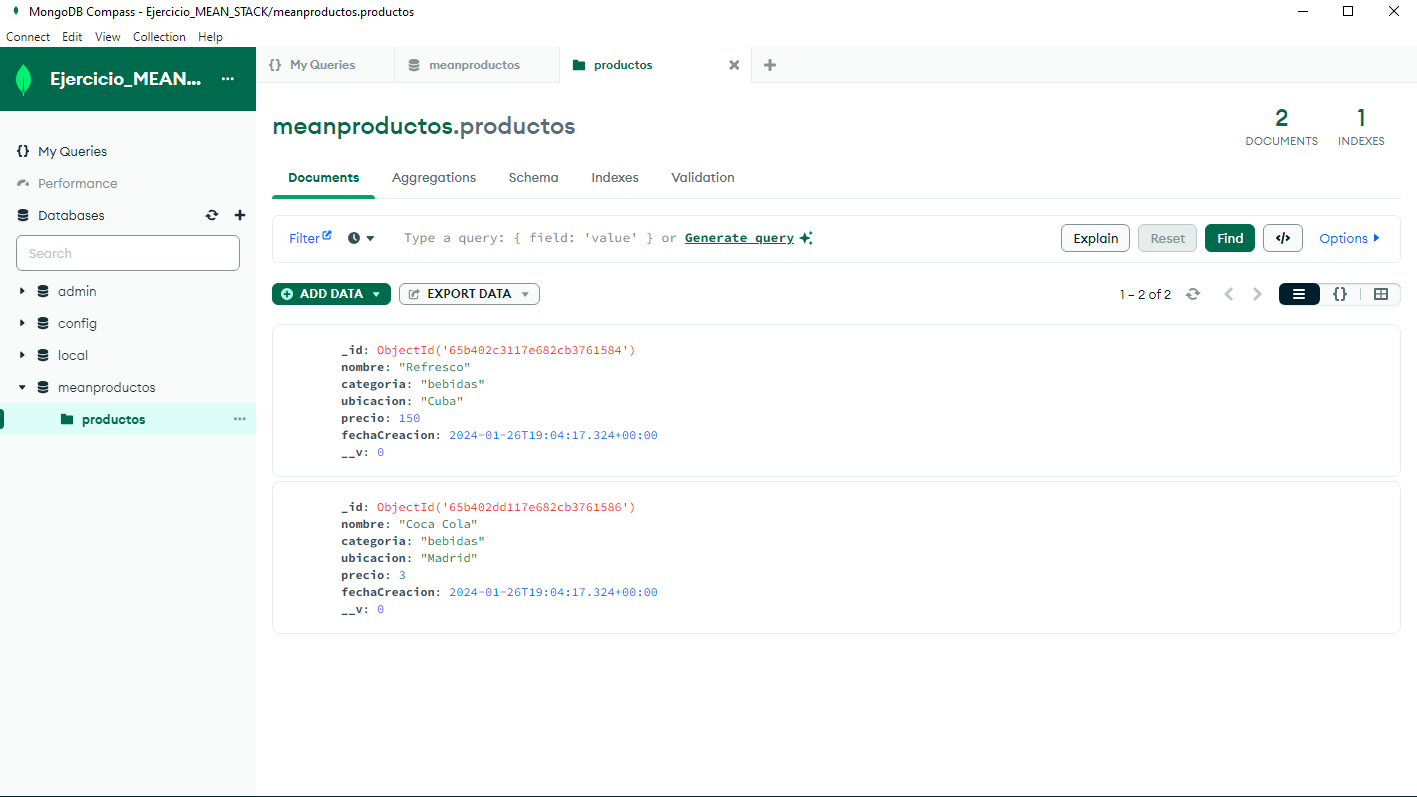 MongoDB Compass - Ejercicio_MEAN_STACK/meanproductos.productos
Connect Edit View Collection Help
Ejercicio_MEAN... ...
{} My Queries
meanproductos
productos
My Queries
Performance
Databases
Search
admin
config
local
meanproductos
productos
meanproductos.productos
2
DOCUMENTS
1
INDEXES
Documents Aggregations Schema Indexes Validation
Filter Type a query: { field: 'value' } or Generate query Explain Reset Find </> Options
ADD DATA EXPORT DATA 1 – 2 of 2 {}
_id: ObjectId('65b402c3117e682cb3761584')
nombre: "Refresco"
categoria: "bebidas"
ubicacion: "Cuba"
precio: 150
fechaCreacion: 2024-01-26T19:04:17.324+00:00
__v: 0
_id: ObjectId('65b402dd117e682cb3761586')
nombre: "Coca Cola"
categoria: "bebidas"
ubicacion: "Madrid"
precio: 3
fechaCreacion: 2024-01-26T19:04:17.324+00:00
__v: 0